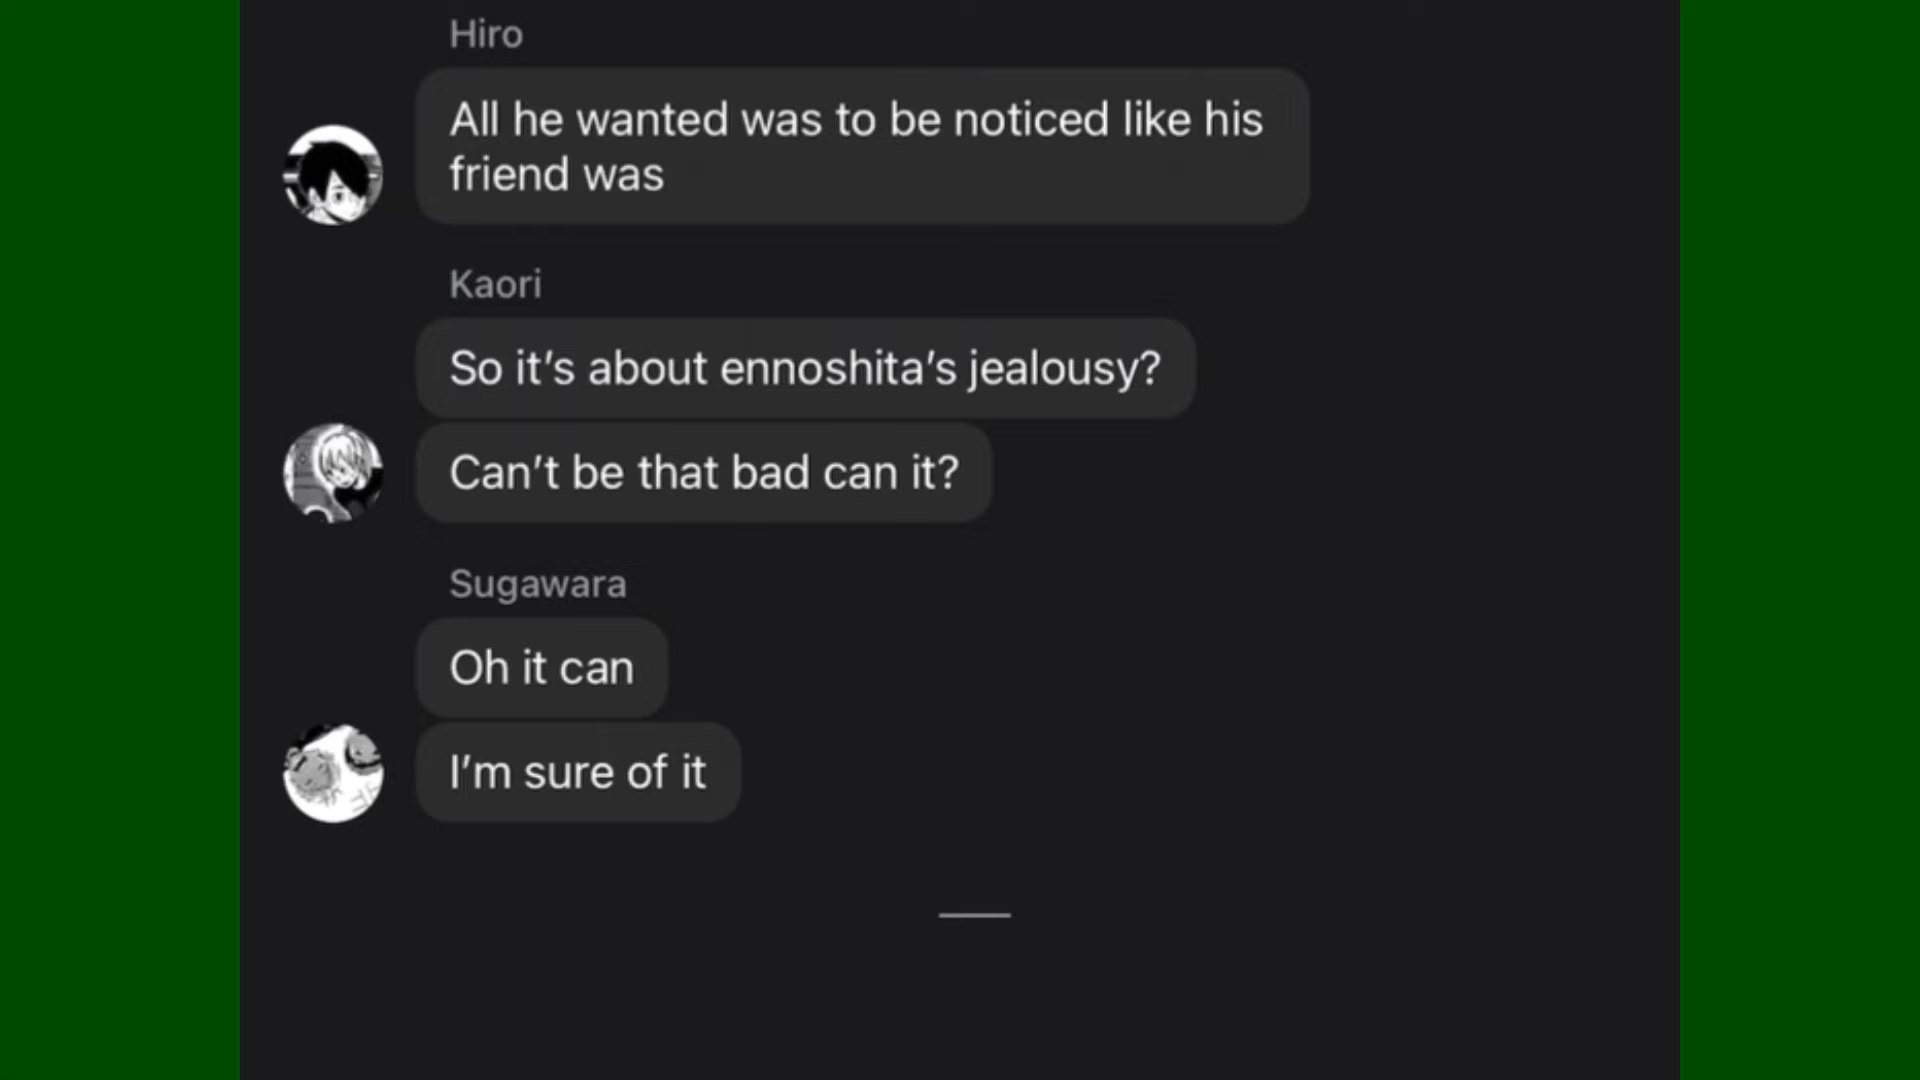 Hiro
All he wanted was to be noticed like his
friend was
Kaori
So it’s about ennoshita’s jealousy?
Can’t be that bad can it?
Sugawara
Oh it can
I’m sure of it